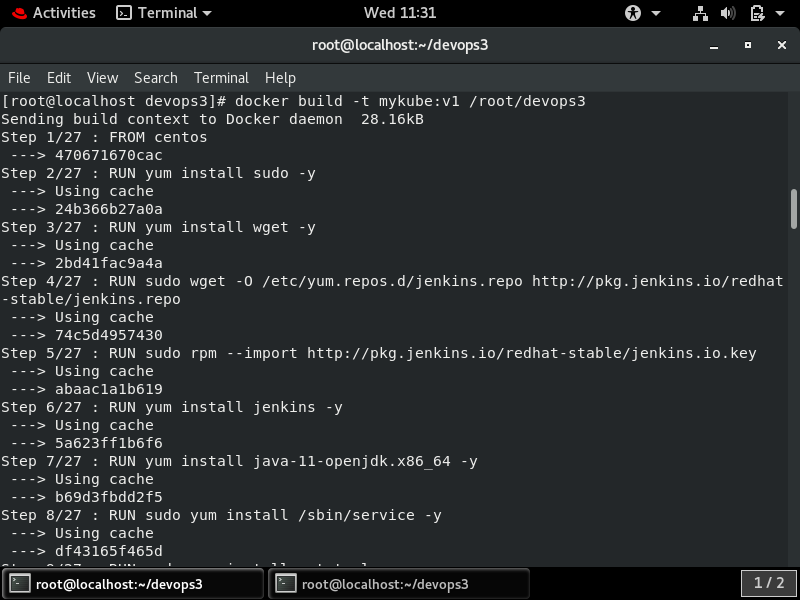 Activities Terminal Wed 11:31
root@localhost:~/devops3
File Edit View Search Terminal Help
[root@localhost devops3]# docker build -t mykube:v1 /root/devops3
Sending build context to Docker daemon  28.16kB
Step 1/27 : FROM centos
 ---> 470671670cac
Step 2/27 : RUN yum install sudo -y
 ---> Using cache
 ---> 24b366b27a0a
Step 3/27 : RUN yum install wget -y
 ---> Using cache
 ---> 2bd41fac9a4a
Step 4/27 : RUN sudo wget -O /etc/yum.repos.d/jenkins.repo http://pkg.jenkins.io/redhat
-stable/jenkins.repo
 ---> Using cache
 ---> 74c5d4957430
Step 5/27 : RUN sudo rpm --import http://pkg.jenkins.io/redhat-stable/jenkins.io.key
 ---> Using cache
 ---> abaac1a1b619
Step 6/27 : RUN yum install jenkins -y
 ---> Using cache
 ---> 5a623ff1b6f6
Step 7/27 : RUN yum install java-11-openjdk.x86_64 -y
 ---> Using cache
 ---> b69d3fbdd2f5
Step 8/27 : RUN sudo yum install /sbin/service -y
 ---> Using cache
 ---> df43165f465d
root@localhost:~/devops3 root@localhost:~/devops3 1 / 2